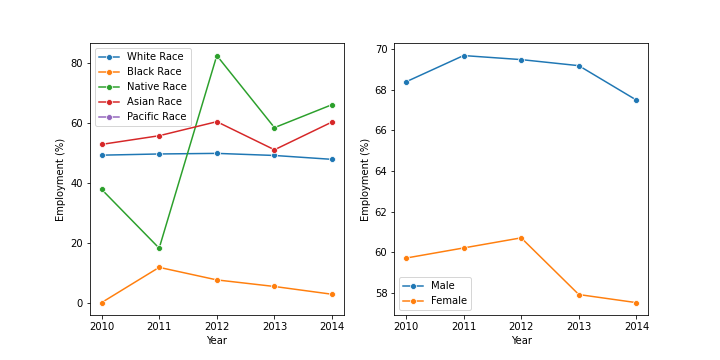 White Race
Black Race
Native Race
Asian Race
Pacific Race
80
60
40
20
0
Employment (%)
2010 2011 2012 2013 2014
Year
70
68
66
64
62
60
58
Employment (%)
Male
Female
2010 2011 2012 2013 2014
Year